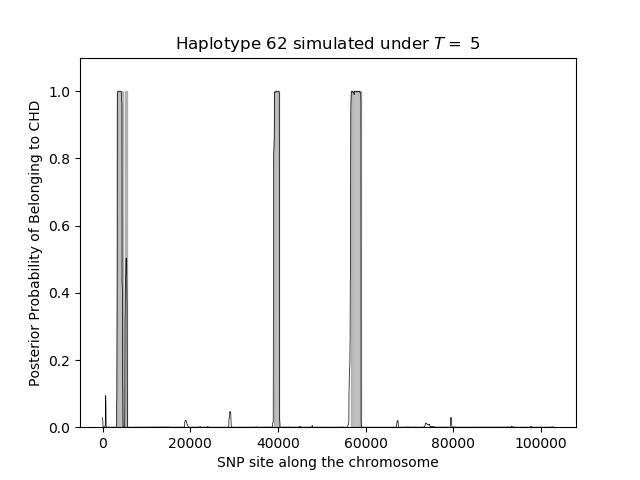 Haplotype 62 simulated under T = 5
Posterior Probability of Belonging to CHD
1.0
0.8
0.6
0.4
0.2
0.0
0 20000 40000 60000 80000 100000
SNP site along the chromosome